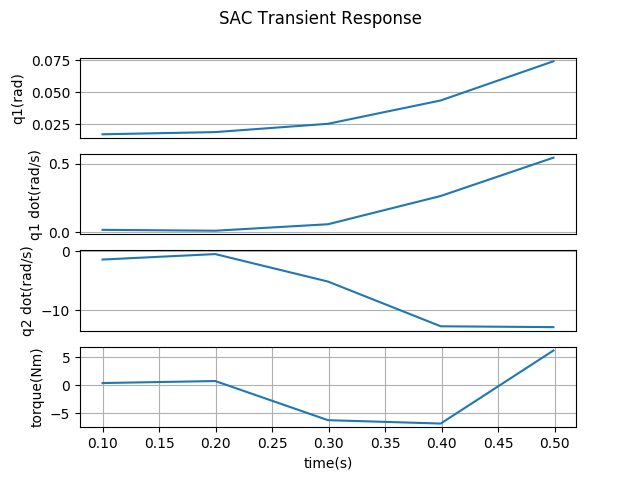 SAC Transient Response
0.075
0.050
0.025
q1(rad)
0.5
0.0
q1 dot(rad/s)
0
−10
q2 dot(rad/s)
5
0
−5
torque(Nm)
0.10 0.15 0.20 0.25 0.30 0.35 0.40 0.45 0.50
time(s)